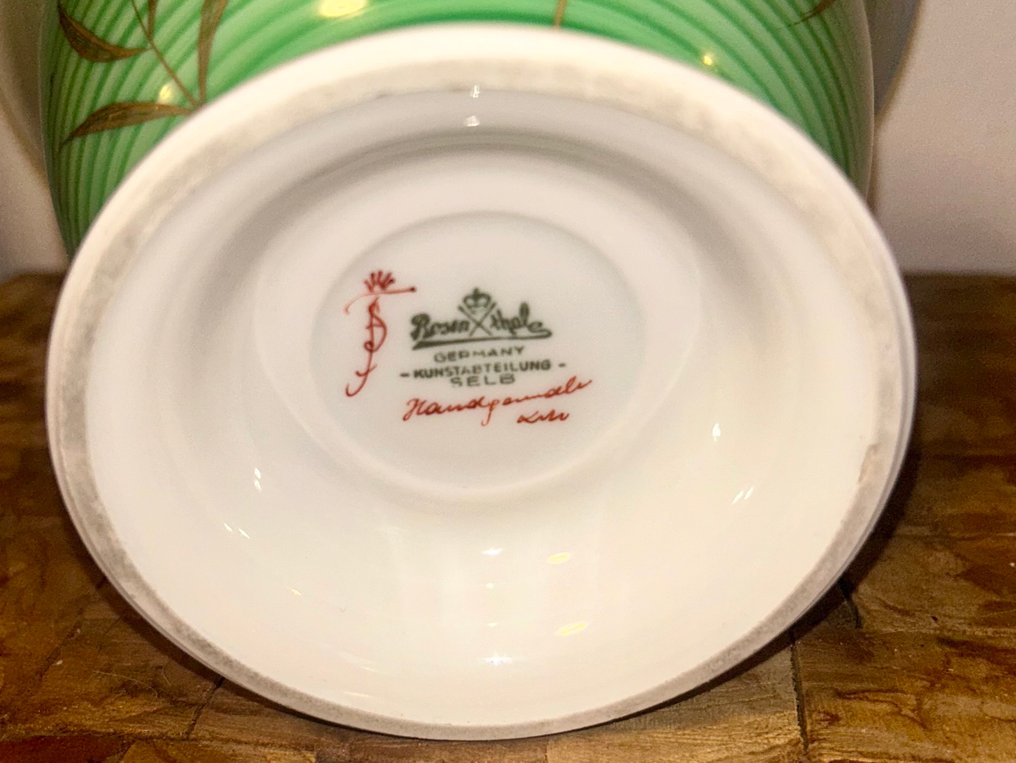 Rosenthal
GERMANY
- KUNSTABTEILUNG -
SELB
Handgemalt